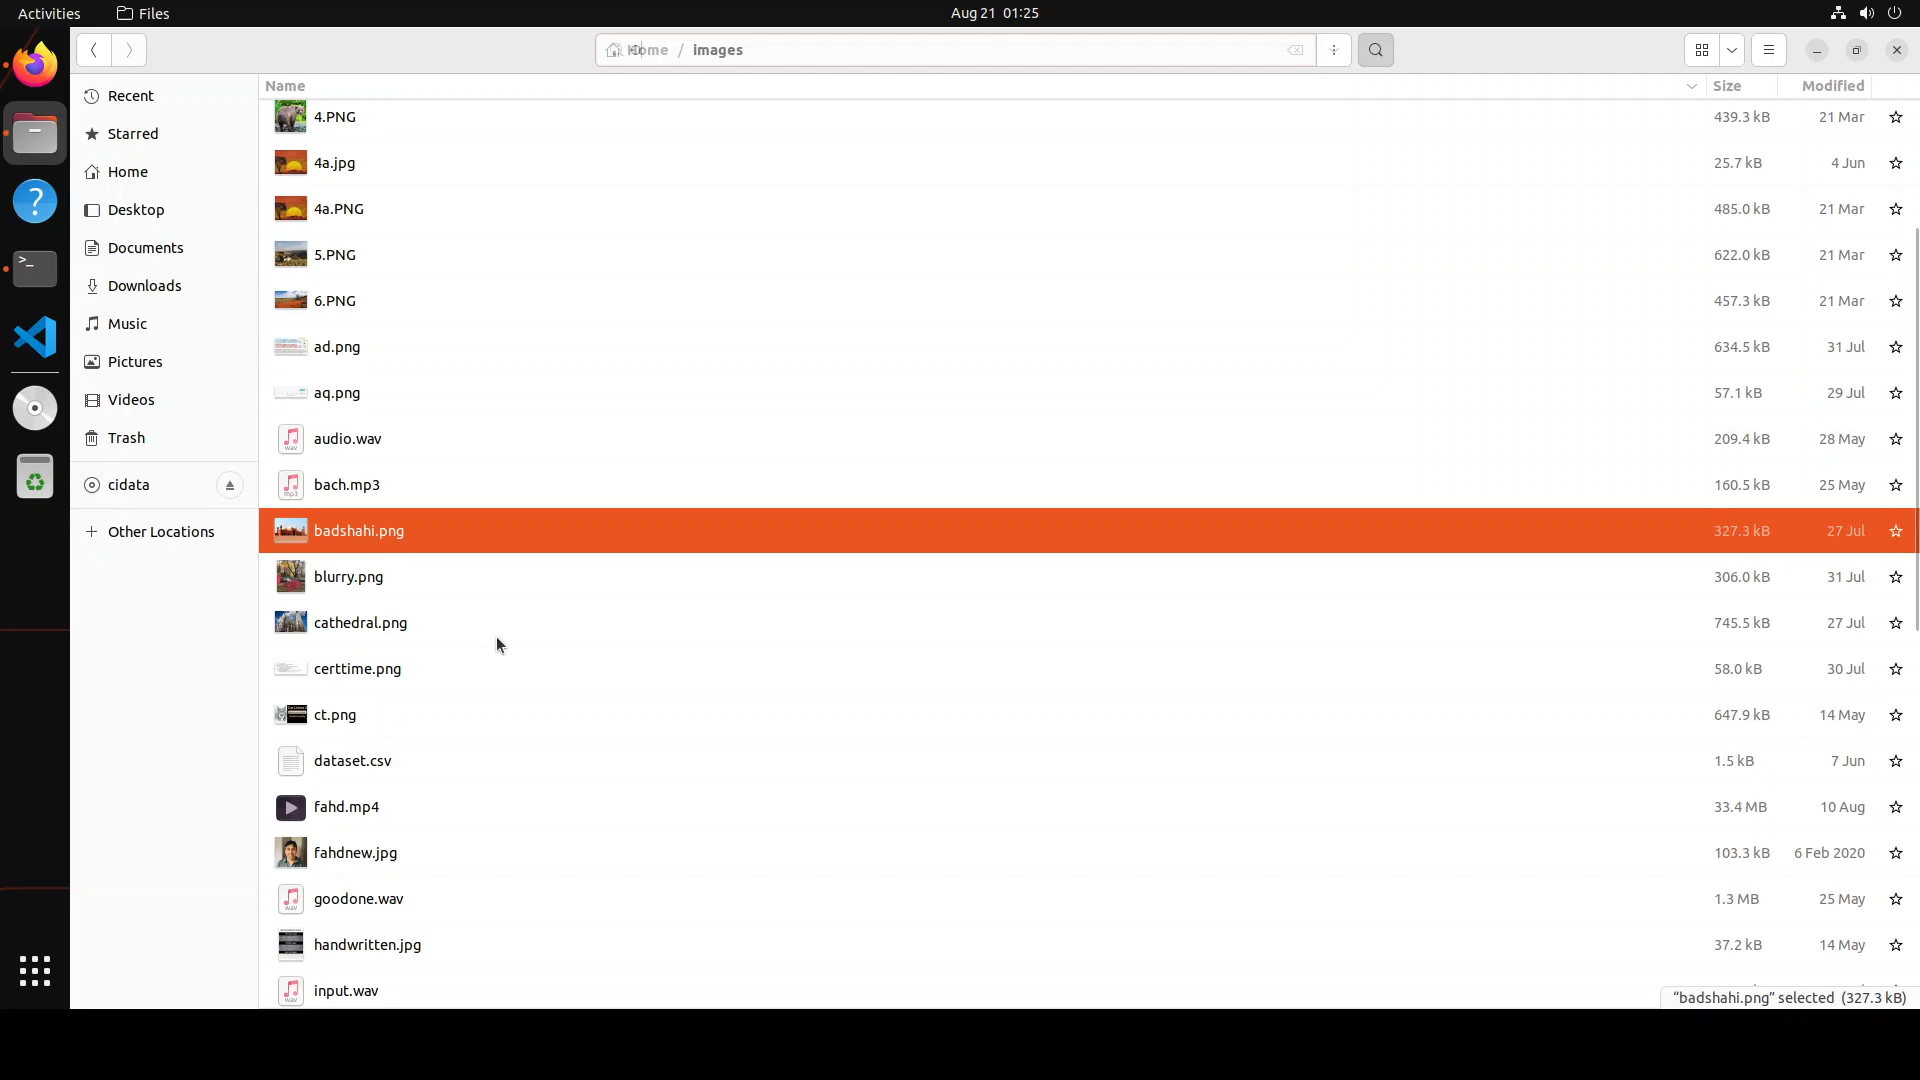 Activities Files Aug 21 01:25
Home / images
Recent
Starred
Home
Desktop
Documents
Downloads
Music
Pictures
Videos
Trash
cidata
Other Locations
Name Size Modified
4.PNG 439.3 kB 21 Mar
4a.jpg 25.7 kB 4 Jun
4a.PNG 485.0 kB 21 Mar
5.PNG 622.0 kB 21 Mar
6.PNG 457.3 kB 21 Mar
ad.png 634.5 kB 31 Jul
aq.png 57.1 kB 29 Jul
audio.wav 209.4 kB 28 May
bach.mp3 160.5 kB 25 May
badshahi.png 327.3 kB 27 Jul
blurry.png 306.0 kB 31 Jul
cathedral.png 745.5 kB 27 Jul
certtime.png 58.0 kB 30 Jul
ct.png 647.9 kB 14 May
dataset.csv 1.5 kB 7 Jun
fahd.mp4 33.4 MB 10 Aug
fahdnew.jpg 103.3 kB 6 Feb 2020
goodone.wav 1.3 MB 25 May
handwritten.jpg 37.2 kB 14 May
input.wav
“badshahi.png” selected (327.3 kB)